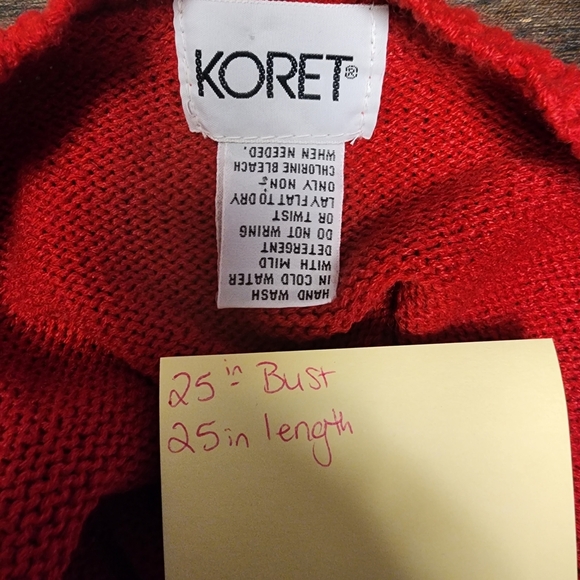 KORET®
HAND WASH
IN COLD WATER
WITH MILD
DETERGENT
DO NOT WRING
OR TWIST
LAY FLAT TO DRY
ONLY NON-
CHLORINE BLEACH
WHEN NEEDED.
25 in Bust
25 in length